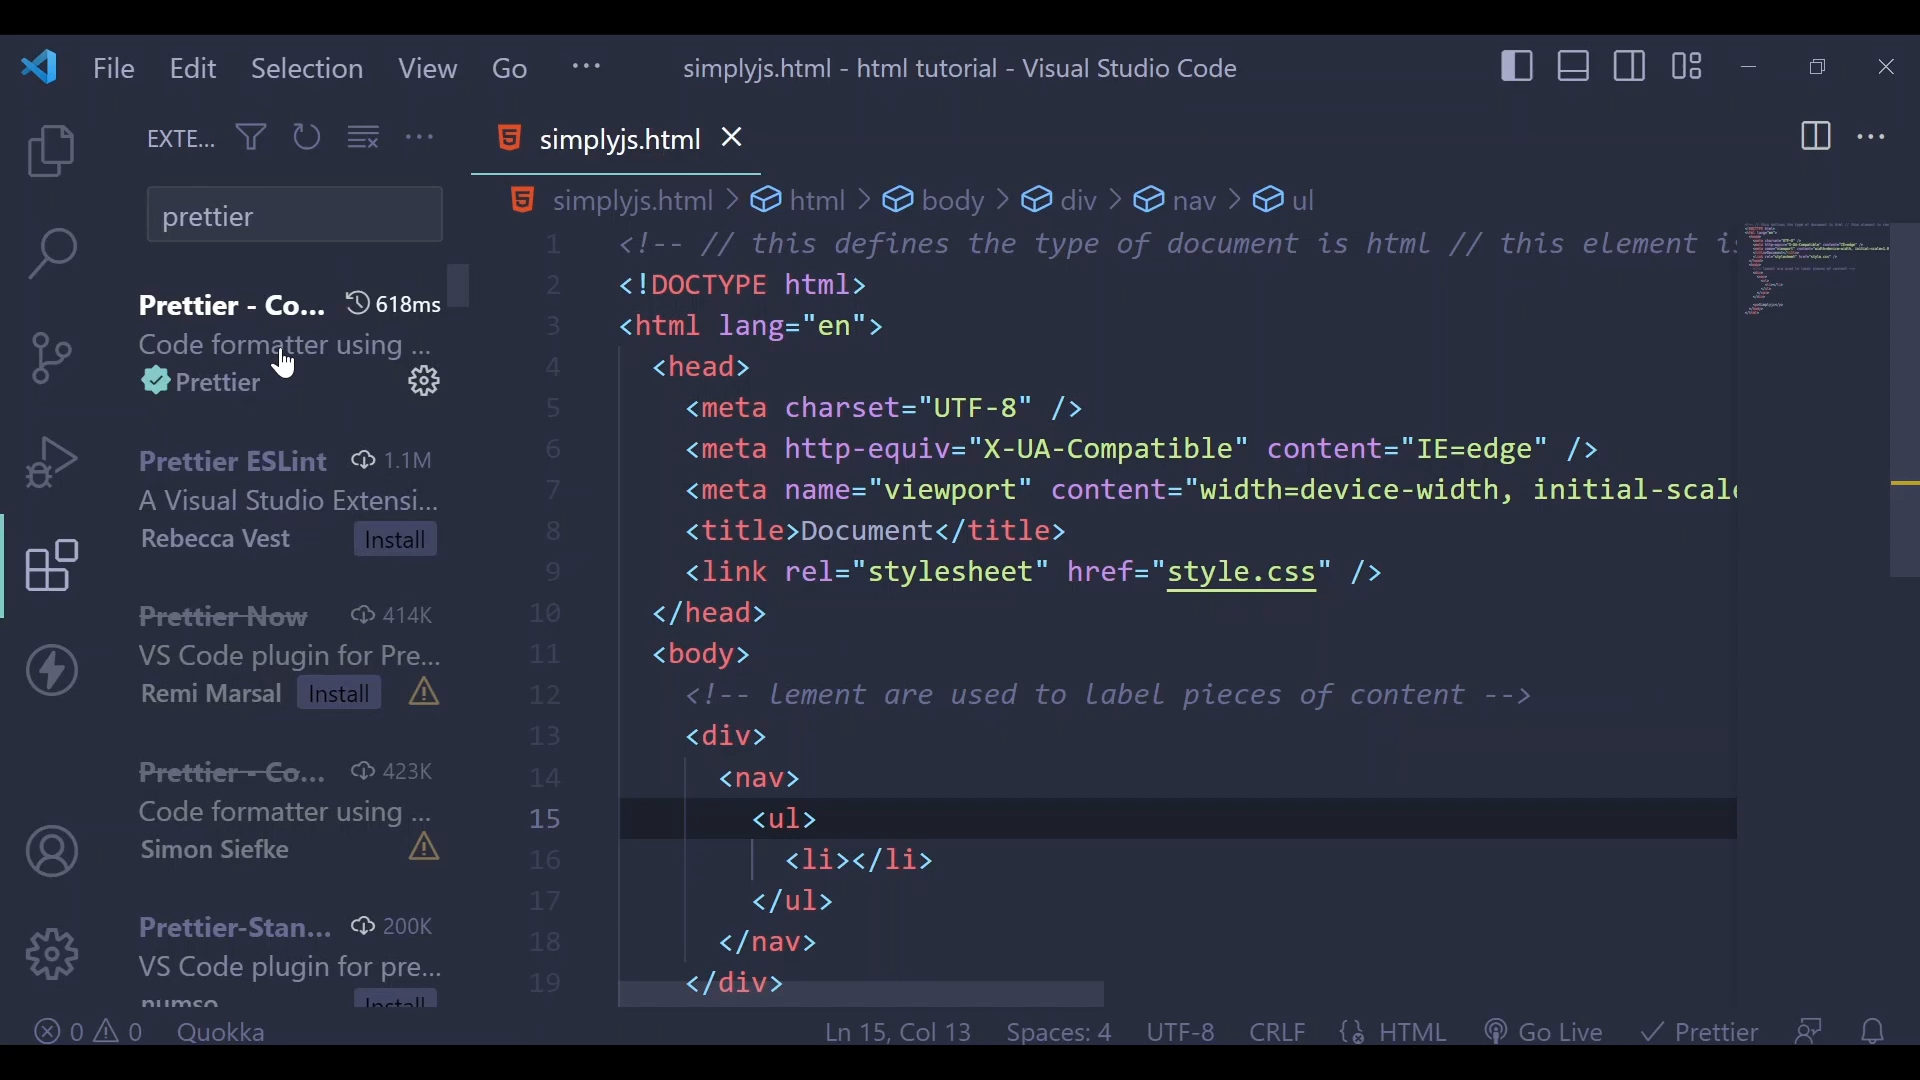 File Edit Selection View Go ··· simplyjs.html - html tutorial - Visual Studio Code
EXTE...
prettier
Prettier - Co... 618ms
Code formatter using ...
Prettier
Prettier ESLint 1.1M
A Visual Studio Extensi...
Rebecca Vest Install
Prettier Now 414K
VS Code plugin for Pre...
Remi Marsal Install
Prettier - Co... 423K
Code formatter using ...
Simon Siefke
Prettier-Stan... 200K
VS Code plugin for pre...
numso Install
simplyjs.html
simplyjs.html > html > body > div > nav > ul
1 <!-- // this defines the type of document is html // this element is
2 <!DOCTYPE html>
3 <html lang="en">
4 <head>
5 <meta charset="UTF-8" />
6 <meta http-equiv="X-UA-Compatible" content="IE=edge" />
7 <meta name="viewport" content="width=device-width, initial-scale
8 <title>Document</title>
9 <link rel="stylesheet" href="style.css" />
10 </head>
11 <body>
12 <!-- lement are used to label pieces of content -->
13 <div>
14 <nav>
15 <ul>
16 <li></li>
17 </ul>
18 </nav>
19 </div>
0 0 Quokka Ln 15, Col 13 Spaces: 4 UTF-8 CRLF HTML Go Live Prettier